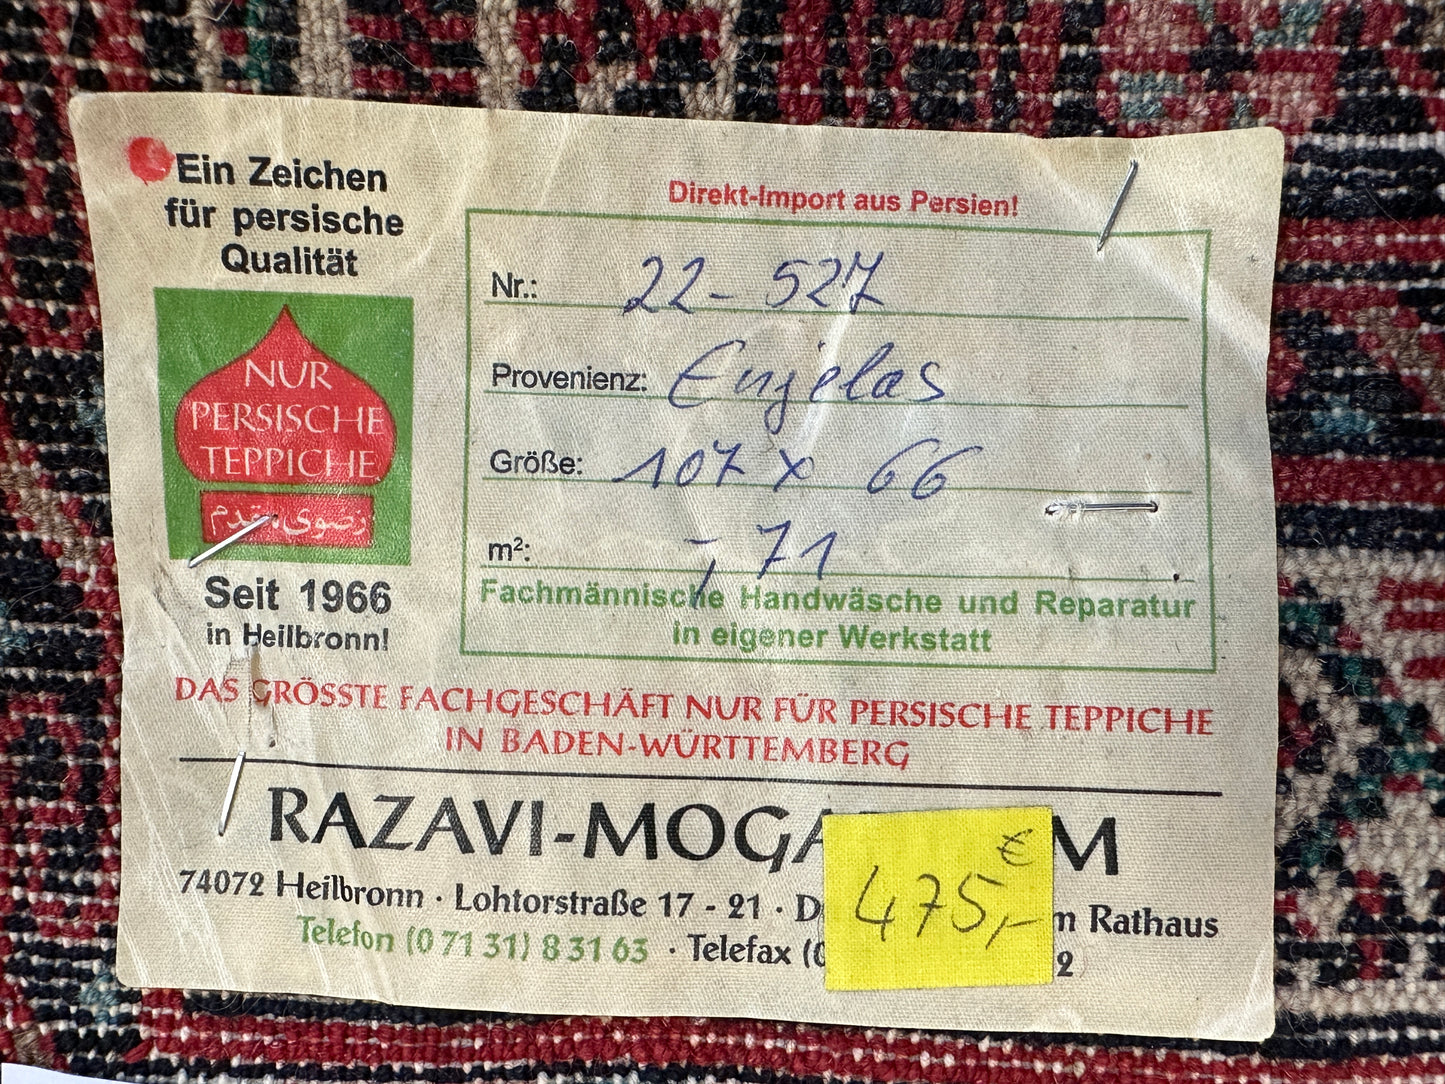 Ein Zeichen
für persische
Qualität
NUR
PERSISCHE
TEPPICHE
رضوی مقدم
Seit 1966
in Heilbronn!
Direkt-Import aus Persien!
Nr.: 22-527
Provenienz: Enjelas
Größe: 107 x 66
m²: -,71
Fachmännische Handwäsche und Reparatur
in eigener Werkstatt
DAS GRÖSSTE FACHGESCHÄFT NUR FÜR PERSISCHE TEPPICHE
IN BADEN-WÜRTTEMBERG
74072 Heilbronn · Lohtorstraße 17 - 21 · Rathaus
Telefon (0 71 31) 8 31 63 · Telefax
475,- €